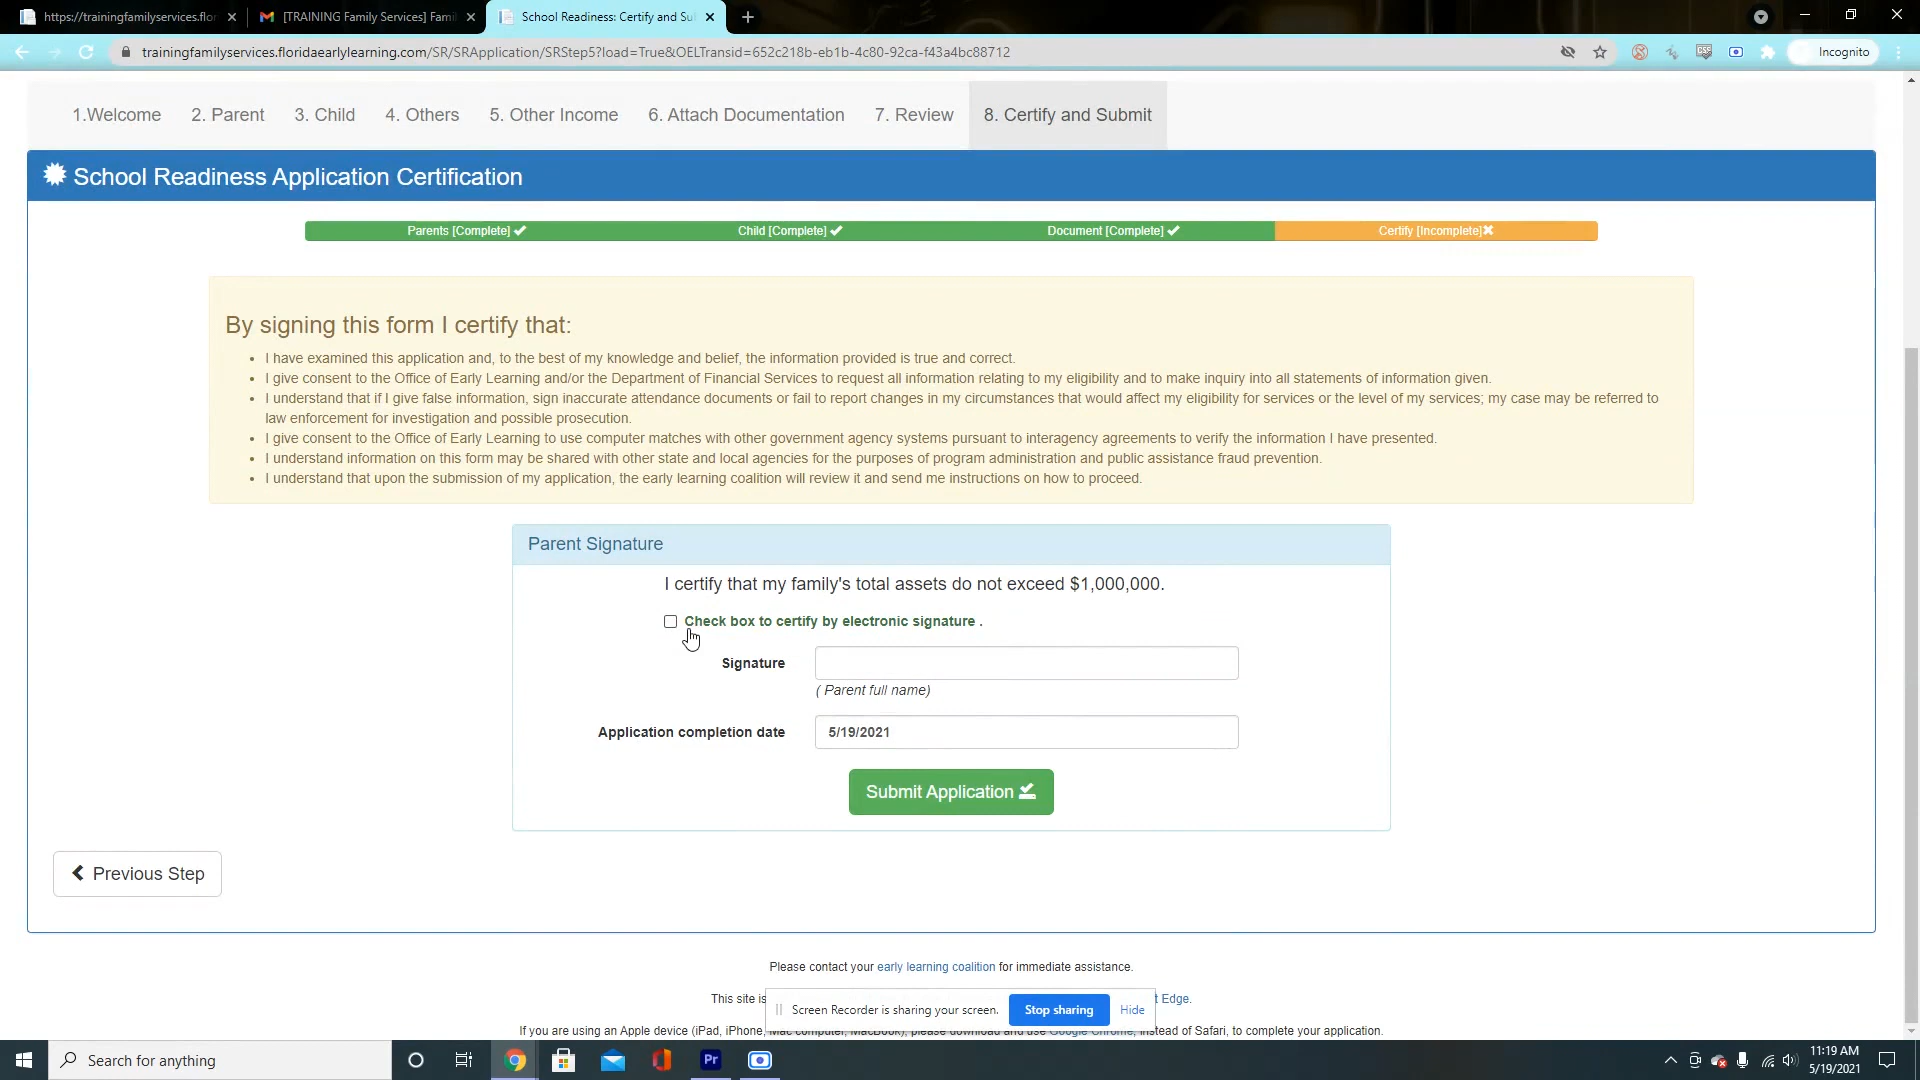 https://trainingfamilyservices.flor
[TRAINING Family Services] Famil
School Readiness: Certify and Su
trainingfamilyservices.floridaearlylearning.com/SR/SRApplication/SRStep5?load=True&OELTransid=652c218b-eb1b-4c80-92ca-f43a4bc88712
Incognito
1.Welcome 2. Parent 3. Child 4. Others 5. Other Income 6. Attach Documentation 7. Review 8. Certify and Submit
School Readiness Application Certification
Parents [Complete] Child [Complete] Document [Complete] Certify [Incomplete]
By signing this form I certify that:
• I have examined this application and, to the best of my knowledge and belief, the information provided is true and correct.
• I give consent to the Office of Early Learning and/or the Department of Financial Services to request all information relating to my eligibility and to make inquiry into all statements of information given.
• I understand that if I give false information, sign inaccurate attendance documents or fail to report changes in my circumstances that would affect my eligibility for services or the level of my services; my case may be referred to
law enforcement for investigation and possible prosecution.
• I give consent to the Office of Early Learning to use computer matches with other government agency systems pursuant to interagency agreements to verify the information I have presented.
• I understand information on this form may be shared with other state and local agencies for the purposes of program administration and public assistance fraud prevention.
• I understand that upon the submission of my application, the early learning coalition will review it and send me instructions on how to proceed.
Parent Signature
I certify that my family's total assets do not exceed $1,000,000.
Check box to certify by electronic signature .
Signature
( Parent full name)
Application completion date 5/19/2021
Submit Application
Previous Step
Please contact your early learning coalition for immediate assistance.
This site is t Edge.
Screen Recorder is sharing your screen. Stop sharing Hide
If you are using an Apple device (iPad, iPhone, Mac computer, MacBook), please download and use Google Chrome, instead of Safari, to complete your application.
Search for anything
Pr
11:19 AM
5/19/2021